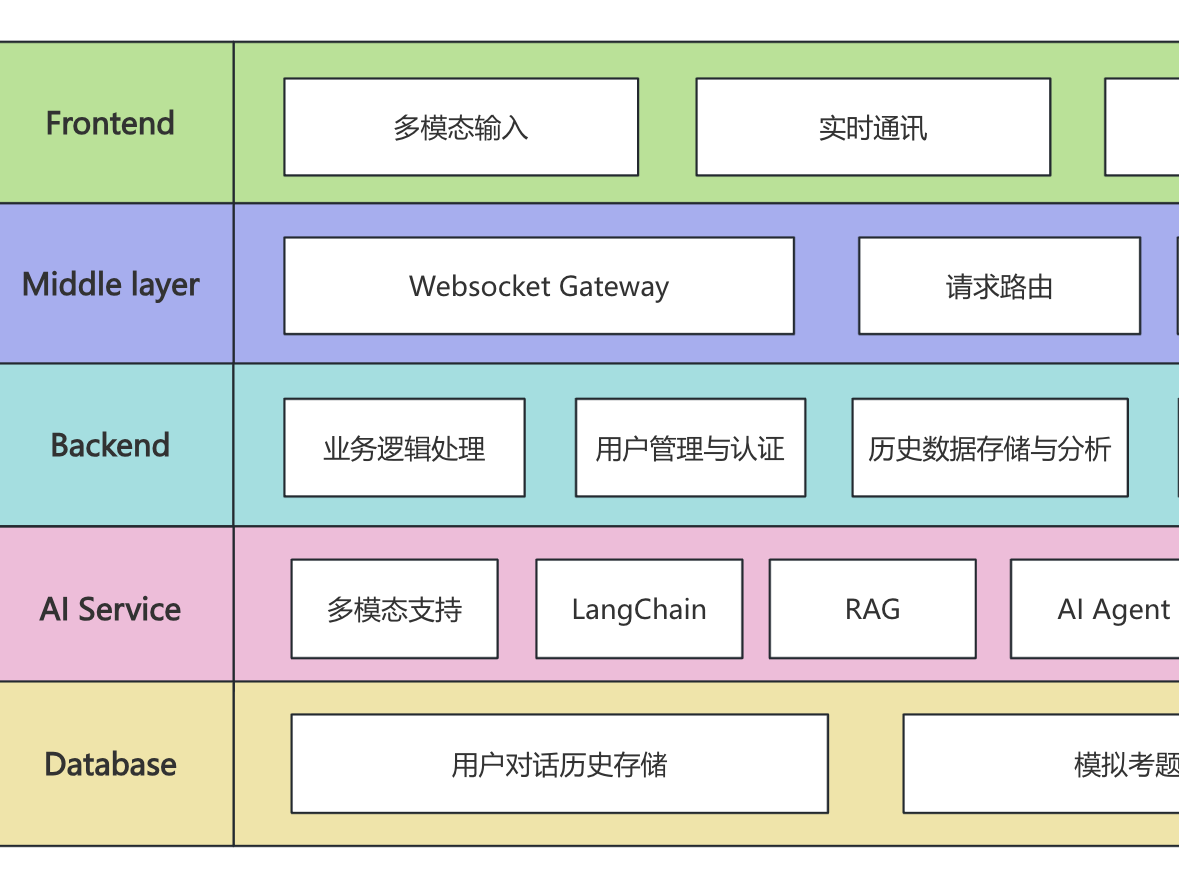 Frontend
多模态输入
实时通讯
Middle layer
Websocket Gateway
请求路由
Backend
业务逻辑处理
用户管理与认证
历史数据存储与分析
AI Service
多模态支持
LangChain
RAG
AI Agent
Database
用户对话历史存储
模拟考题